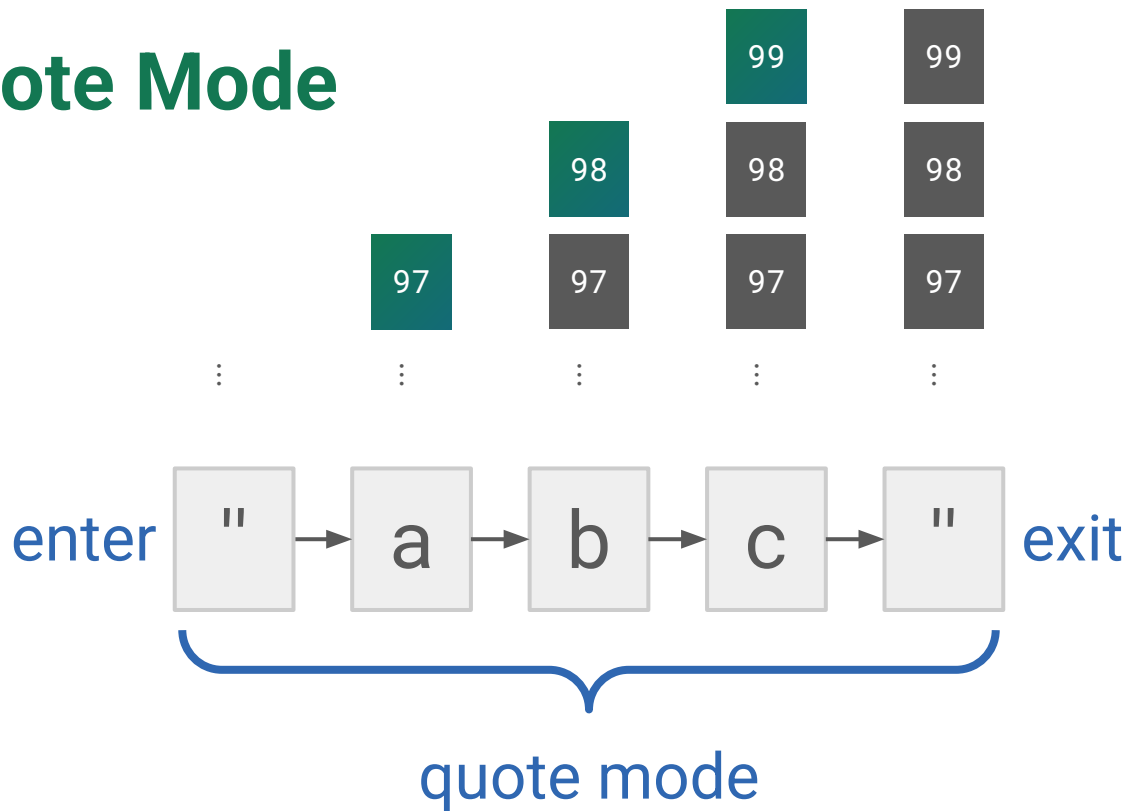 ote Mode
99 99
98 98 98
97 97 97 97
⋮ ⋮ ⋮ ⋮ ⋮
enter " a b c " exit
quote mode